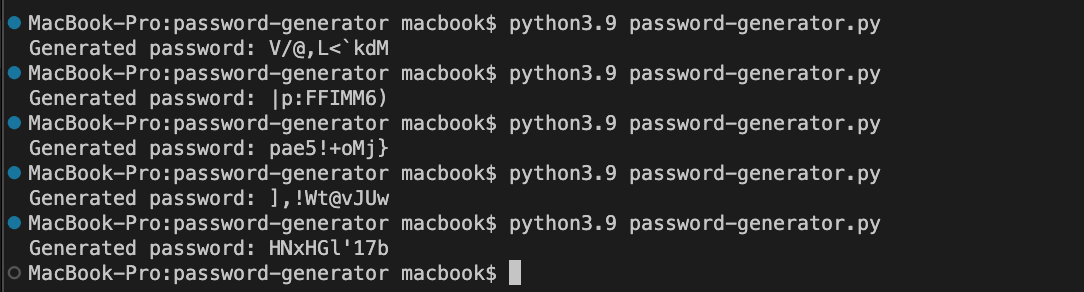 MacBook-Pro:password-generator macbook$ python3.9 password-generator.py
Generated password: V/@,L<`kdM
MacBook-Pro:password-generator macbook$ python3.9 password-generator.py
Generated password: |p:FFIMM6)
MacBook-Pro:password-generator macbook$ python3.9 password-generator.py
Generated password: pae5!+oMj}
MacBook-Pro:password-generator macbook$ python3.9 password-generator.py
Generated password: ],!Wt@vJUw
MacBook-Pro:password-generator macbook$ python3.9 password-generator.py
Generated password: HNxHGl'17b
MacBook-Pro:password-generator macbook$